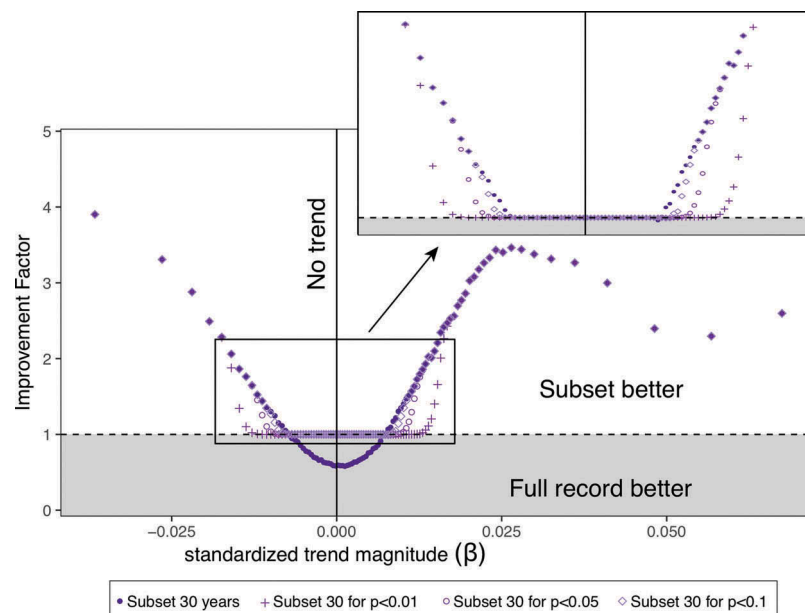 5
4
3
2
1
0
Improvement Factor
No trend
Subset better
Full record better
−0.025
0.000
0.025
0.050
standardized trend magnitude (β)
Subset 30 years
Subset 30 for p<0.01
Subset 30 for p<0.05
Subset 30 for p<0.1